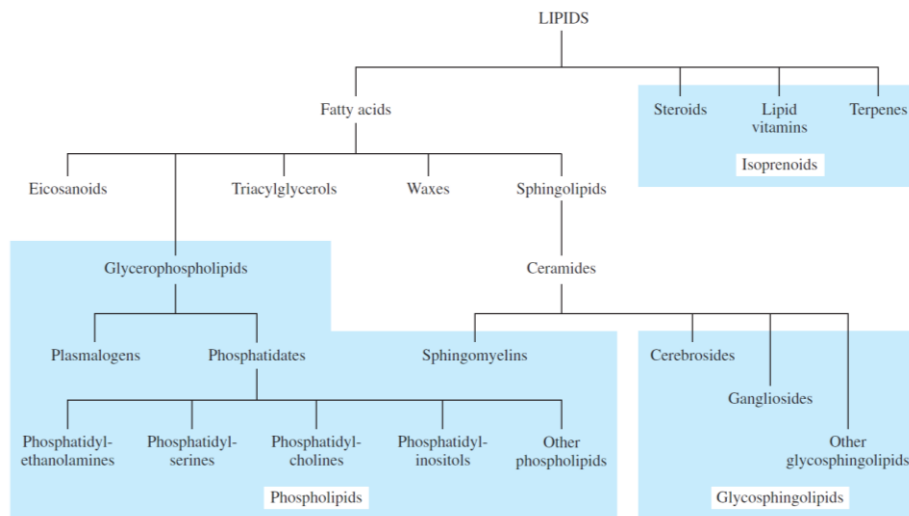 LIPIDS
Fatty acids
Steroids
Lipid
vitamins
Terpenes
Isoprenoids
Eicosanoids
Triacylglycerols
Waxes
Sphingolipids
Glycerophospholipids
Ceramides
Plasmalogens
Phosphatidates
Sphingomyelins
Cerebrosides
Gangliosides
Phosphatidyl-
ethanolamines
Phosphatidyl-
serines
Phosphatidyl-
cholines
Phosphatidyl-
inositols
Other
phospholipids
Other
glycosphingolipids
Phospholipids
Glycosphingolipids